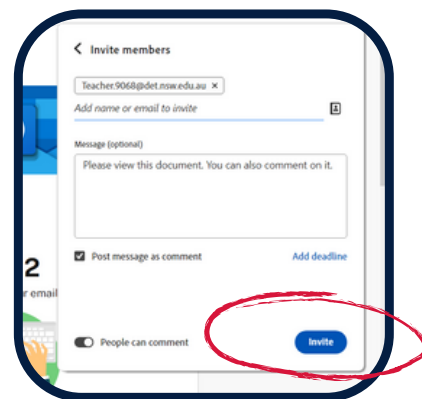 Invite members
Teacher.9068@det.nsw.edu.au ×
Add name or email to invite
Message (optional)
Please view this document. You can also comment on it.
2
Post message as comment Add deadline
r email
People can comment Invite